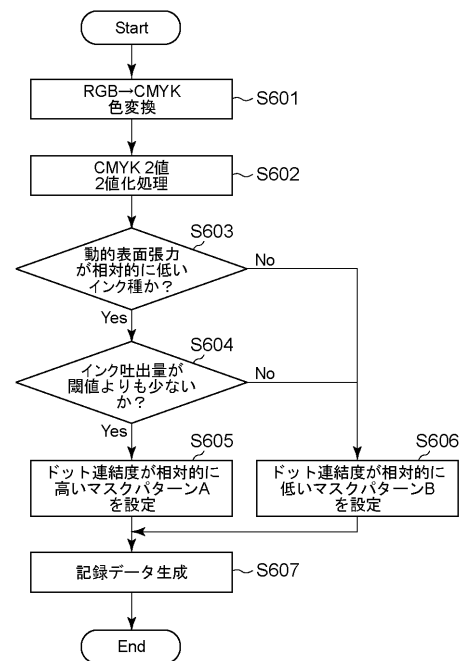 Start
RGB→CMYK
色変換
S601
CMYK 2値
2値化処理
S602
S603
動的表面張力
が相対的に低い
インク種か？
No
Yes
S604
インク吐出量が
閾値よりも少ない
か？
No
Yes
S605
ドット連結度が相対的に
高いマスクパターンA
を設定
S606
ドット連結度が相対的に
低いマスクパターンB
を設定
記録データ生成
S607
End